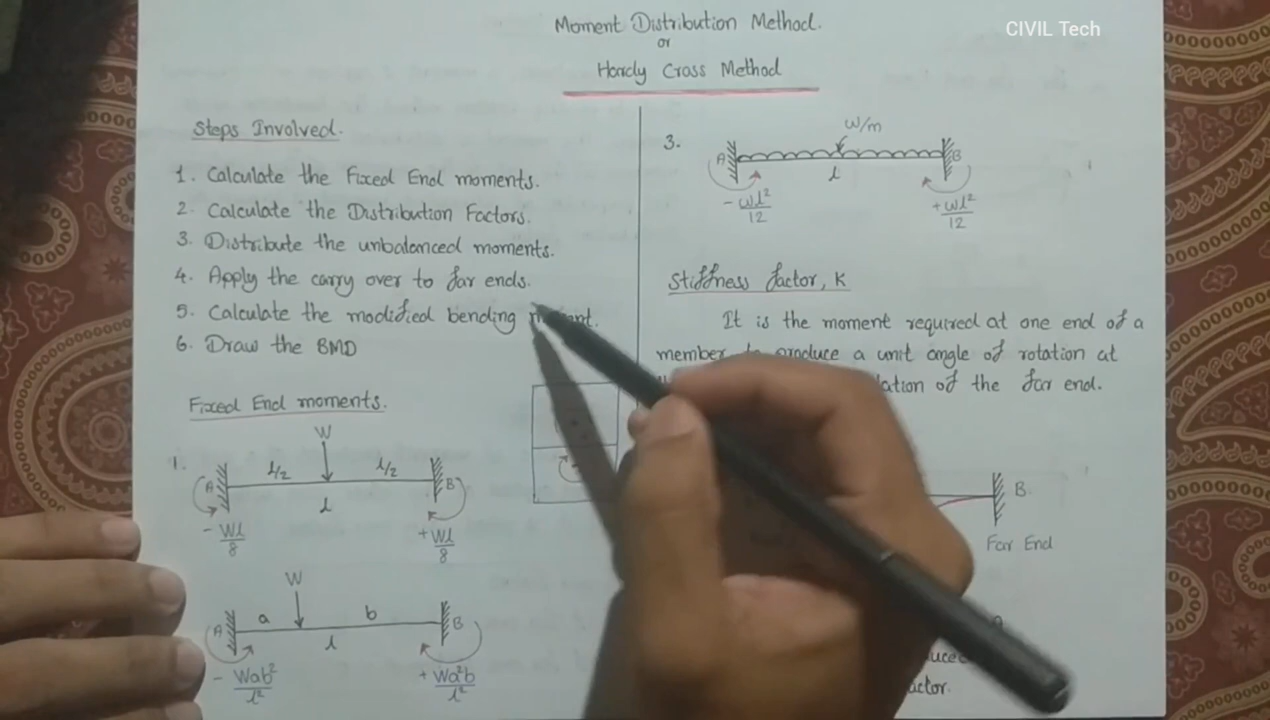 CIVIL Tech
Moment Distribution Method.
or
Hardy Cross Method
Steps Involved.
1. Calculate the Fixed End moments.
2. Calculate the Distribution Factors.
3. Distribute the unbalanced moments.
4. Apply the carry over to far ends.
5. Calculate the modified bending
6. Draw the BMD
Fixed End moments.
1.
W
A l/2 l/2 B
l
- Wl/8 + Wl/8
W
A a b B
l
- Wab²/l² + Wa²b/l²
3.
w/m
A B
l
- wl²/12 + wl²/12
Stiffness factor, K
It is the moment required at one end of a
member to produce a unit angle of rotation at
of the far end.
B
Far End